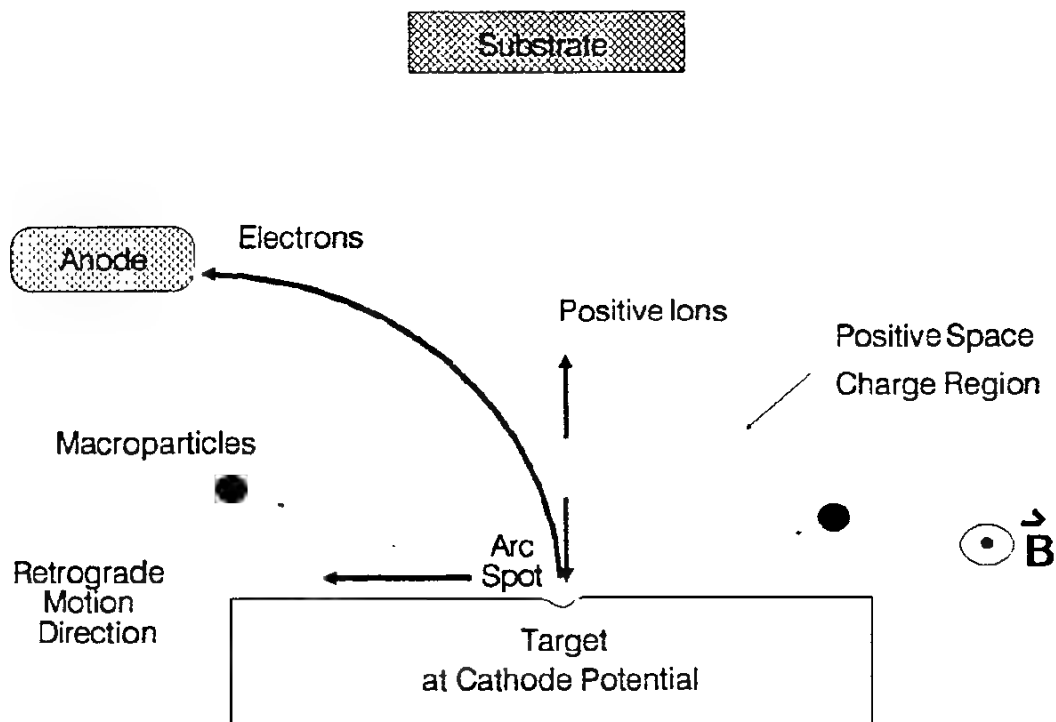 Substrate
Anode
Electrons
Positive Ions
Positive Space
Charge Region
Macroparticles
Arc
Spot
Retrograde
Motion
Direction
B
Target
at Cathode Potential